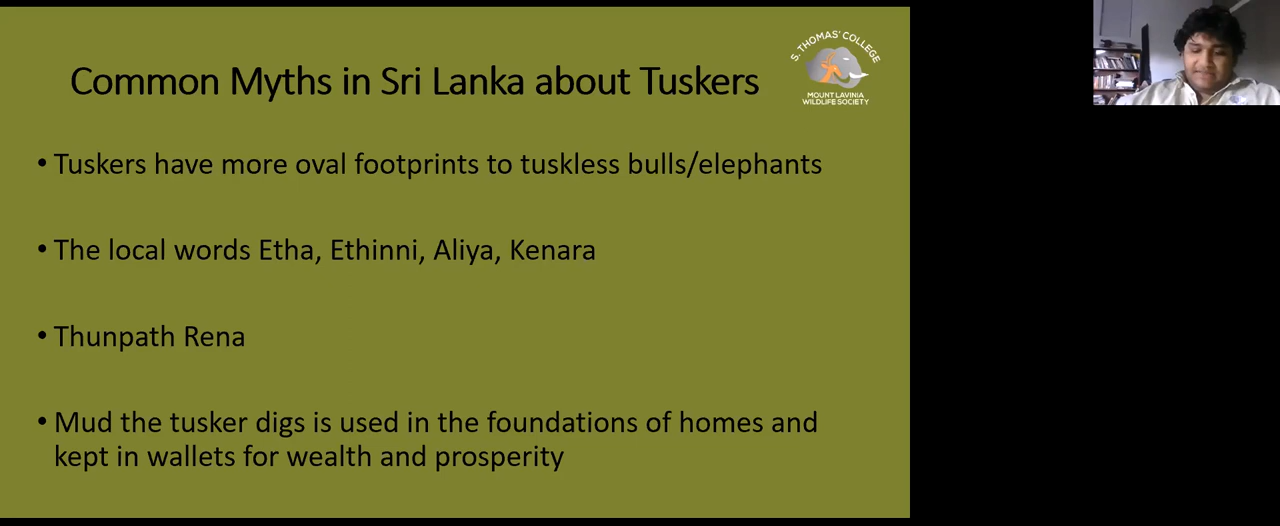 Common Myths in Sri Lanka about Tuskers
S. THOMAS' COLLEGE
MOUNT LAVINIA
WILDLIFE SOCIETY
• Tuskers have more oval footprints to tuskless bulls/elephants
• The local words Etha, Ethinni, Aliya, Kenara
• Thunpath Rena
• Mud the tusker digs is used in the foundations of homes and
kept in wallets for wealth and prosperity